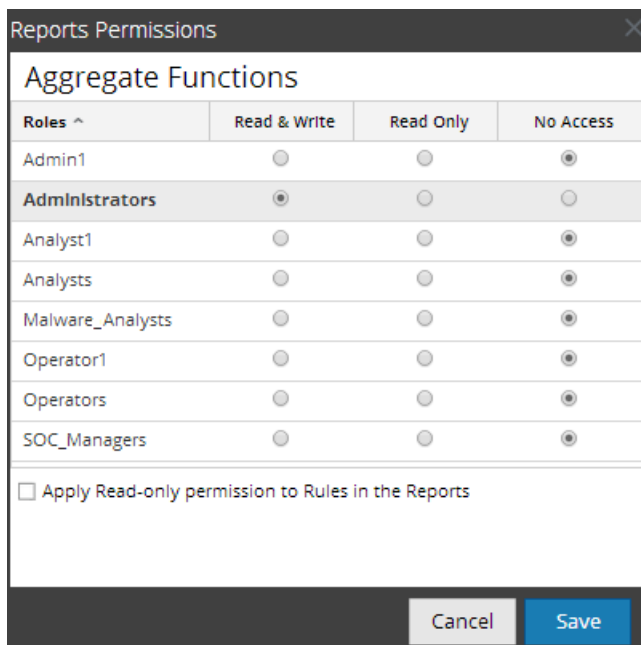 Reports Permissions
Aggregate Functions
Roles Read & Write Read Only No Access
Admin1
Administrators
Analyst1
Analysts
Malware_Analysts
Operator1
Operators
SOC_Managers
Apply Read-only permission to Rules in the Reports
Cancel Save